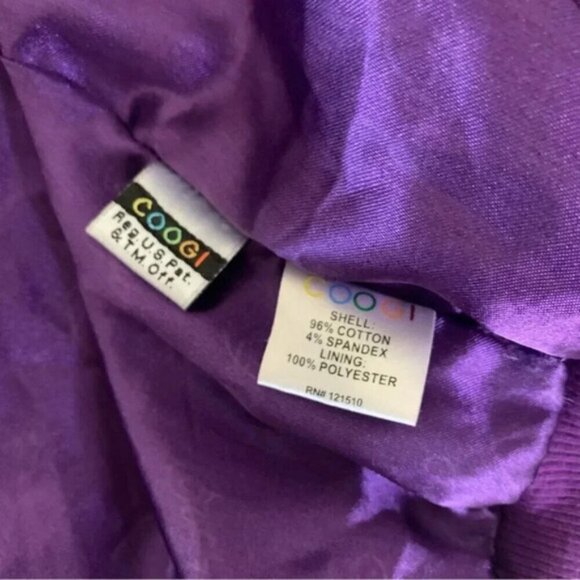 COOGI
Reg.U.S.Pat.
&T.M.Off.
COOGI
SHELL:
96% COTTON
4% SPANDEX
LINING:
100% POLYESTER
RN# 121510